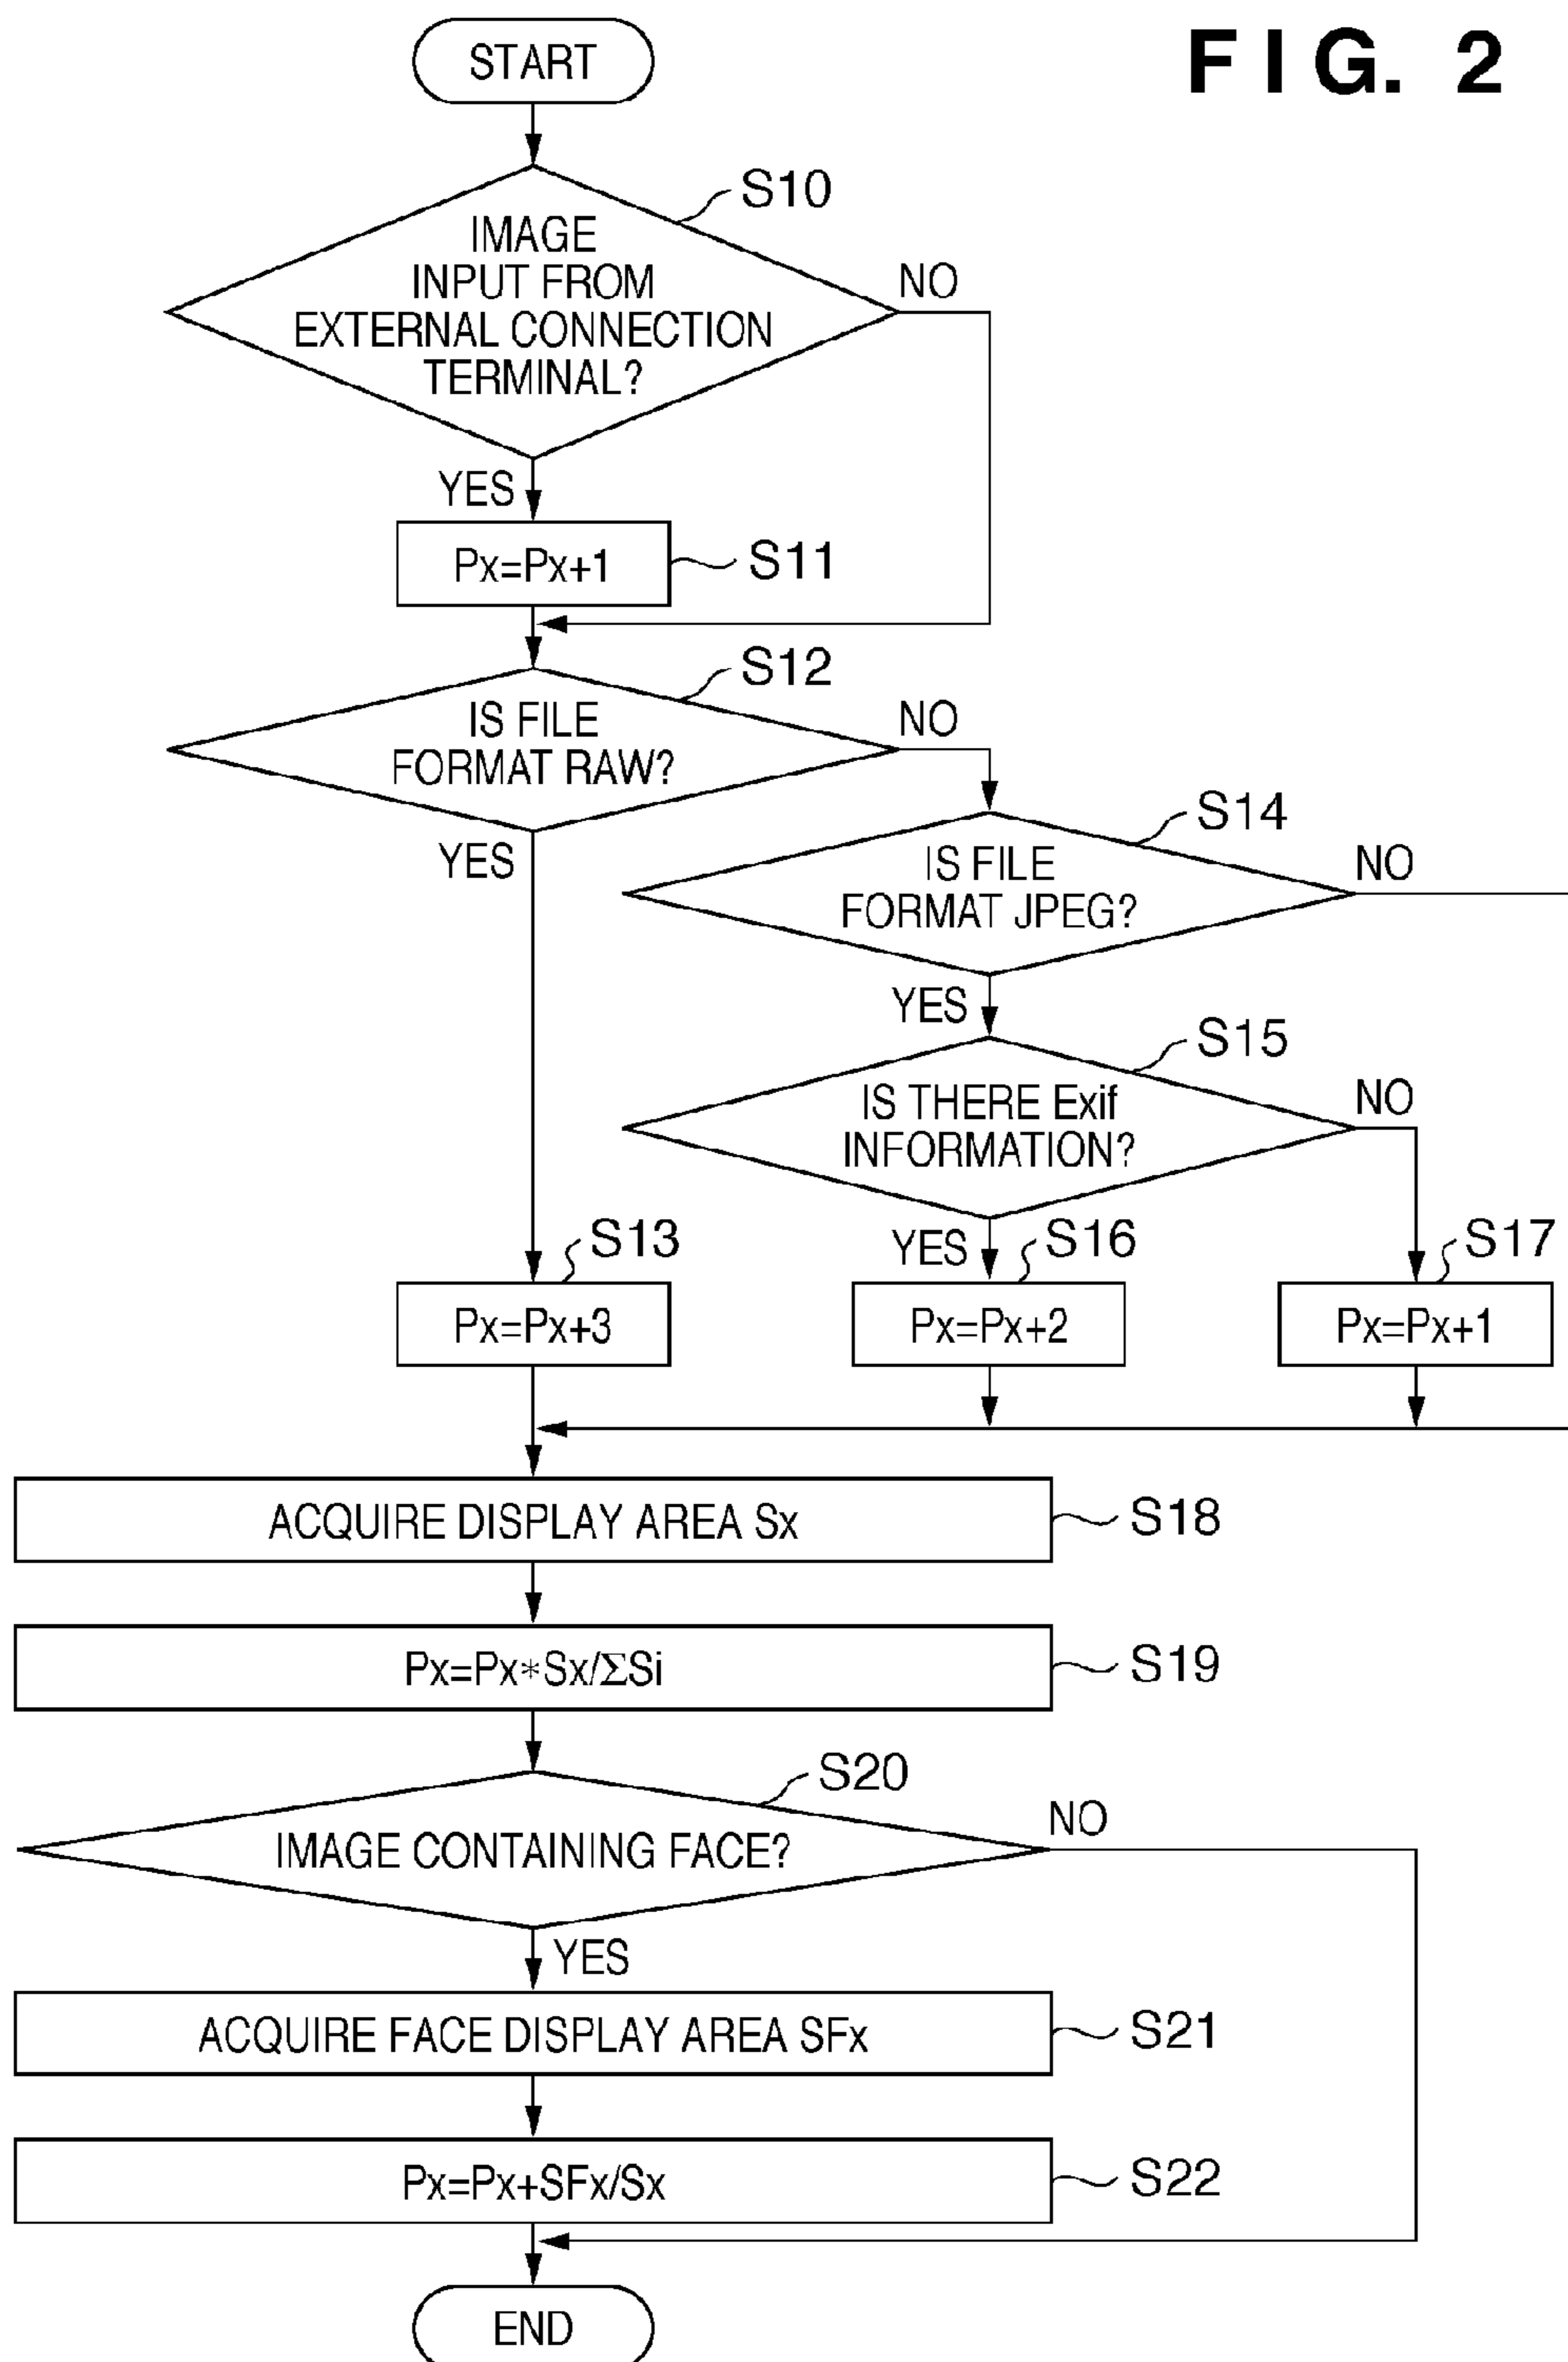 FIG. 2
START
S10
IMAGE
INPUT FROM
EXTERNAL CONNECTION
TERMINAL?
NO
YES
Px=Px+1
S11
S12
IS FILE
FORMAT RAW?
NO
YES
S14
IS FILE
FORMAT JPEG?
NO
YES
S15
IS THERE Exif
INFORMATION?
NO
YES
S13
Px=Px+3
S16
Px=Px+2
S17
Px=Px+1
ACQUIRE DISPLAY AREA Sx
S18
Px=Px*Sx/ΣSi
S19
S20
IMAGE CONTAINING FACE?
NO
YES
ACQUIRE FACE DISPLAY AREA SFx
S21
Px=Px+SFx/Sx
S22
END